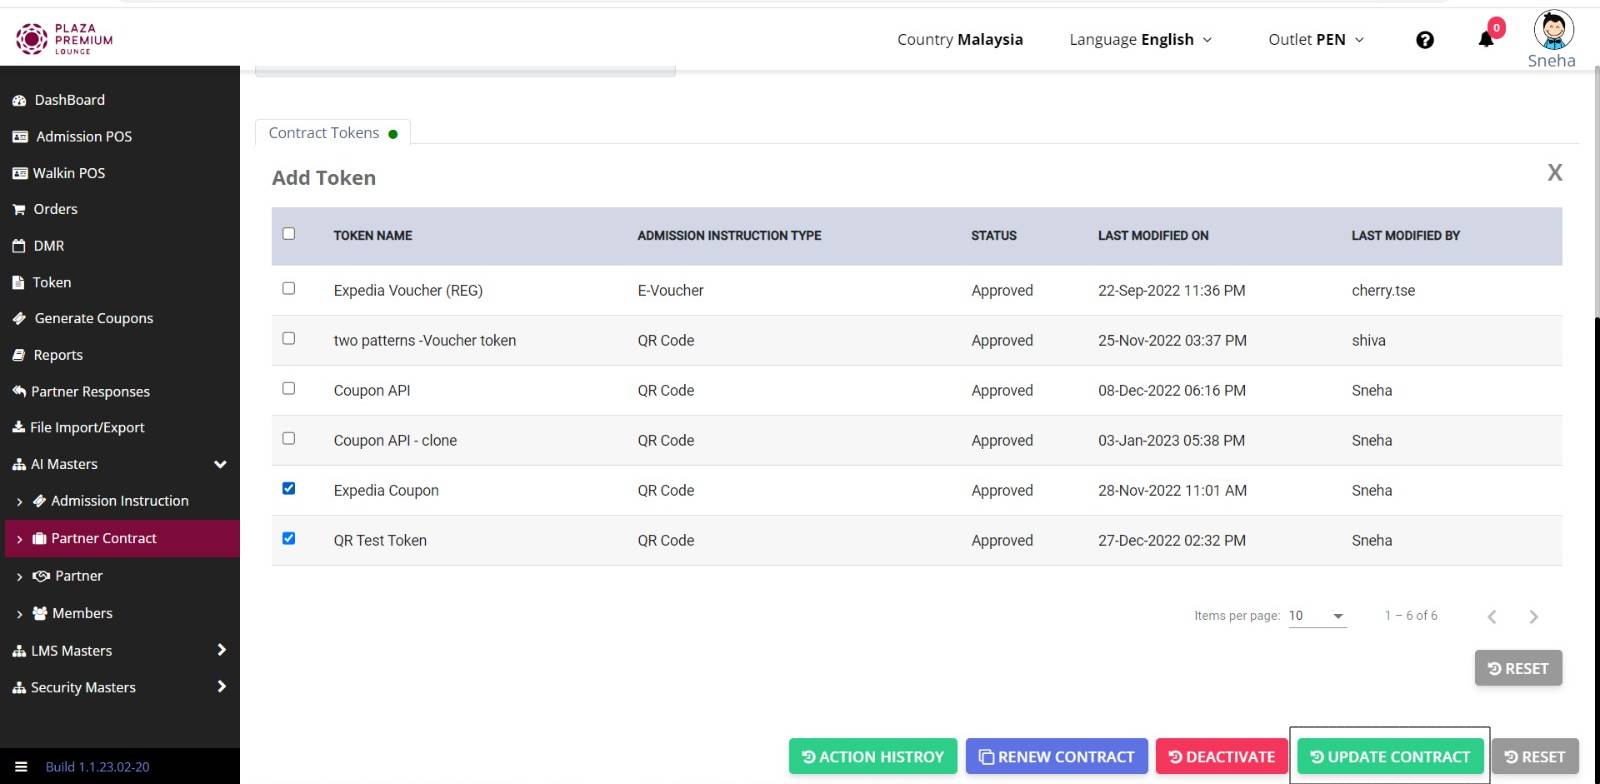 PLAZA
PREMIUM
LOUNGE
Country Malaysia
Language English
Outlet PEN
0
Sneha
DashBoard
Admission POS
Walkin POS
Orders
DMR
Token
Generate Coupons
Reports
Partner Responses
File Import/Export
AI Masters
Admission Instruction
Partner Contract
Partner
Members
LMS Masters
Security Masters
Build 1.1.23.02-20
Contract Tokens
Add Token
X
TOKEN NAME ADMISSION INSTRUCTION TYPE STATUS LAST MODIFIED ON LAST MODIFIED BY
Expedia Voucher (REG) E-Voucher Approved 22-Sep-2022 11:36 PM cherry.tse
two patterns -Voucher token QR Code Approved 25-Nov-2022 03:37 PM shiva
Coupon API QR Code Approved 08-Dec-2022 06:16 PM Sneha
Coupon API - clone QR Code Approved 03-Jan-2023 05:38 PM Sneha
Expedia Coupon QR Code Approved 28-Nov-2022 11:01 AM Sneha
QR Test Token QR Code Approved 27-Dec-2022 02:32 PM Sneha
Items per page: 10 1 – 6 of 6
RESET
ACTION HISTROY RENEW CONTRACT DEACTIVATE UPDATE CONTRACT RESET